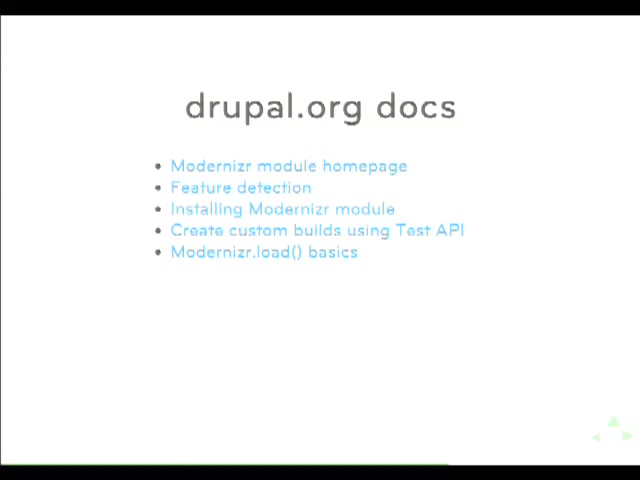 drupal.org docs
Modernizr module homepage
Feature detection
Installing Modernizr module
Create custom builds using Test API
Modernizr.load() basics